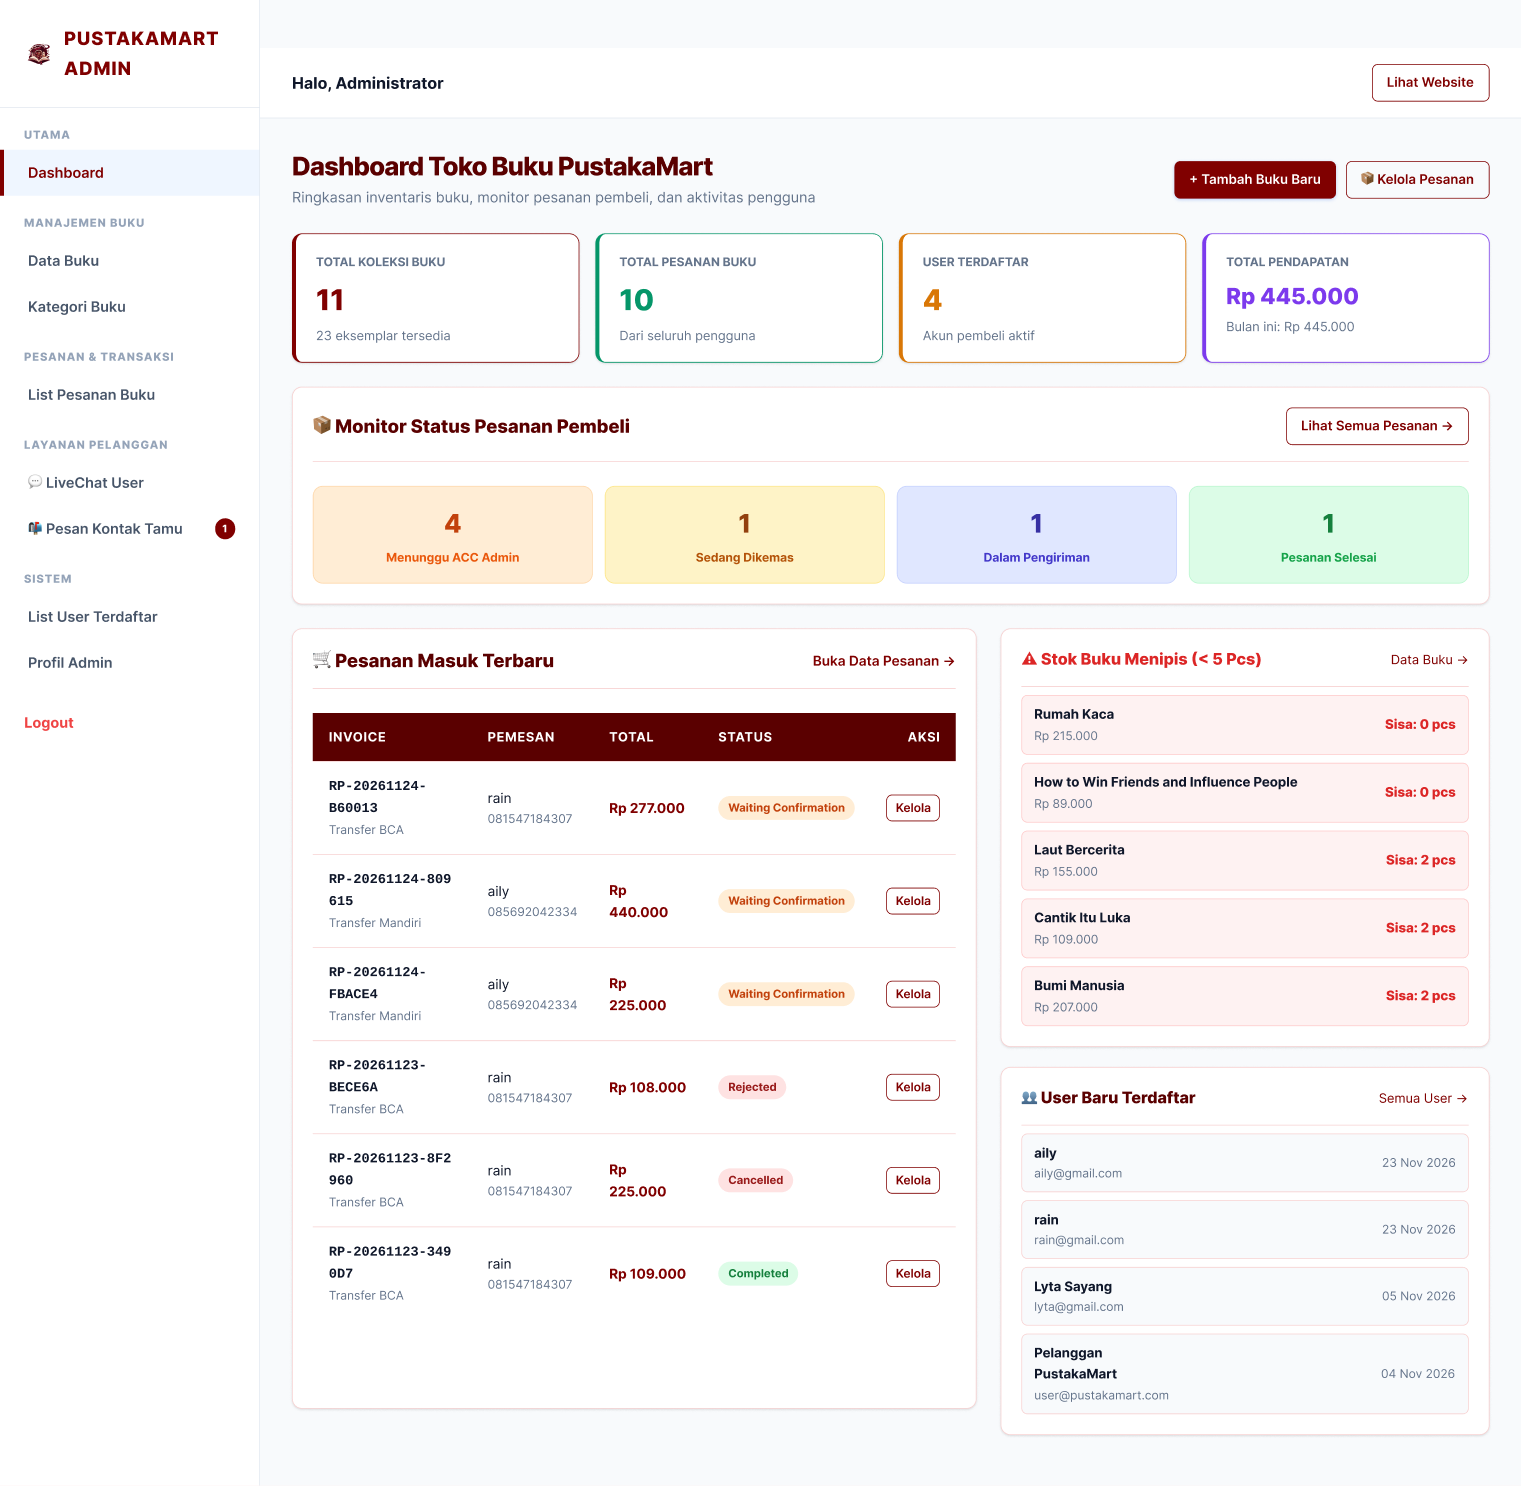 PUSTAKAMART
ADMIN
UTAMA
Dashboard
MANAJEMEN BUKU
Data Buku
Kategori Buku
PESANAN & TRANSAKSI
List Pesanan Buku
LAYANAN PELANGGAN
💬 LiveChat User
📬 Pesan Kontak Tamu 1
SISTEM
List User Terdaftar
Profil Admin
Logout
Halo, Administrator
Lihat Website
Dashboard Toko Buku PustakaMart
Ringkasan inventaris buku, monitor pesanan pembeli, dan aktivitas pengguna
+ Tambah Buku Baru
📦 Kelola Pesanan
TOTAL KOLEKSI BUKU
11
23 eksemplar tersedia
TOTAL PESANAN BUKU
10
Dari seluruh pengguna
USER TERDAFTAR
4
Akun pembeli aktif
TOTAL PENDAPATAN
Rp 445.000
Bulan ini: Rp 445.000
📦 Monitor Status Pesanan Pembeli
Lihat Semua Pesanan →
4
Menunggu ACC Admin
1
Sedang Dikemas
1
Dalam Pengiriman
1
Pesanan Selesai
🛒 Pesanan Masuk Terbaru
Buka Data Pesanan →
INVOICE PEMESAN TOTAL STATUS AKSI
RP-20261124-
B60013
Transfer BCA
rain
081547184307
Rp 277.000
Waiting Confirmation
Kelola
RP-20261124-809
615
Transfer Mandiri
aily
085692042334
Rp
440.000
Waiting Confirmation
Kelola
RP-20261124-
FBACE4
Transfer Mandiri
aily
085692042334
Rp
225.000
Waiting Confirmation
Kelola
RP-20261123-
BECE6A
Transfer BCA
rain
081547184307
Rp 108.000
Rejected
Kelola
RP-20261123-8F2
960
Transfer BCA
rain
081547184307
Rp
225.000
Cancelled
Kelola
RP-20261123-349
0D7
Transfer BCA
rain
081547184307
Rp 109.000
Completed
Kelola
⚠ Stok Buku Menipis (< 5 Pcs)
Data Buku →
Rumah Kaca
Rp 215.000
Sisa: 0 pcs
How to Win Friends and Influence People
Rp 89.000
Sisa: 0 pcs
Laut Bercerita
Rp 155.000
Sisa: 2 pcs
Cantik Itu Luka
Rp 109.000
Sisa: 2 pcs
Bumi Manusia
Rp 207.000
Sisa: 2 pcs
👥 User Baru Terdaftar
Semua User →
aily
aily@gmail.com
23 Nov 2026
rain
rain@gmail.com
23 Nov 2026
Lyta Sayang
lyta@gmail.com
05 Nov 2026
Pelanggan
PustakaMart
user@pustakamart.com
04 Nov 2026